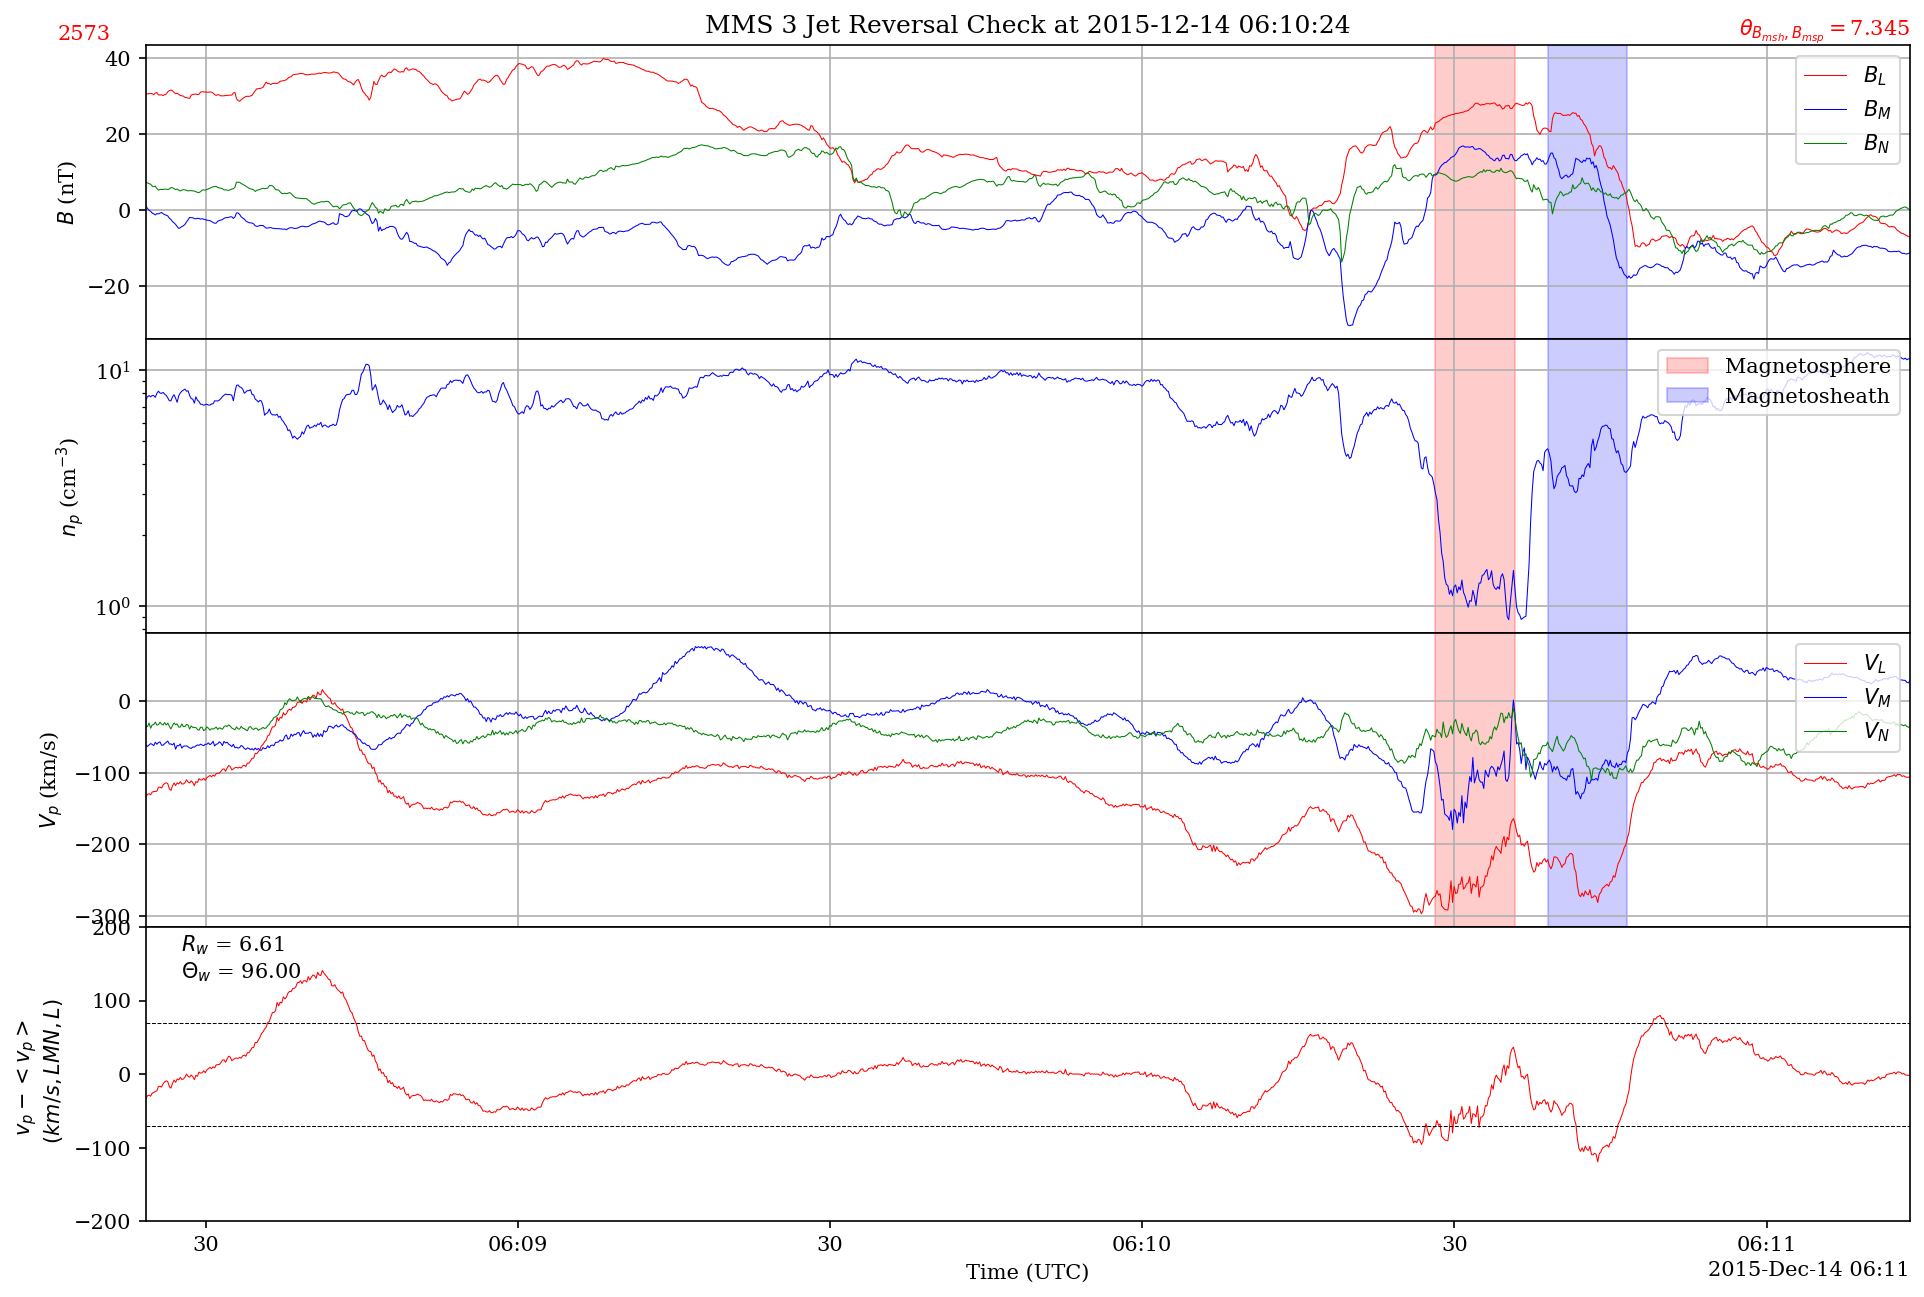 MMS 3 Jet Reversal Check at 2015-12-14 06:10:24
2573
θ_{B_{msh}, B_{msp}} = 7.345
40
20
0
−20
B (nT)
B_L
B_M
B_N
10^1
10^0
n_p (cm^{−3})
Magnetosphere
Magnetosheath
0
−100
−200
−300
V_p (km/s)
V_L
V_M
V_N
200
100
0
−100
−200
v_p − < v_p >
(km/s, LMN, L)
R_w = 6.61
Θ_w = 96.00
30
06:09
30
06:10
30
06:11
Time (UTC)
2015-Dec-14 06:11